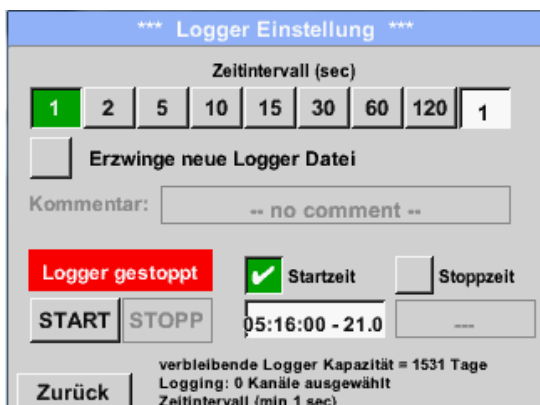 *** Logger Einstellung ***
Zeitintervall (sec)
1 2 5 10 15 30 60 120 1
Erzwinge neue Logger Datei
Kommentar: -- no comment --
Logger gestoppt ✔ Startzeit Stoppzeit
START STOPP 05:16:00 - 21.0 ---
verbleibende Logger Kapazität = 1531 Tage
Logging: 0 Kanäle ausgewählt
Zurück Zeitintervall (min 1 sec)